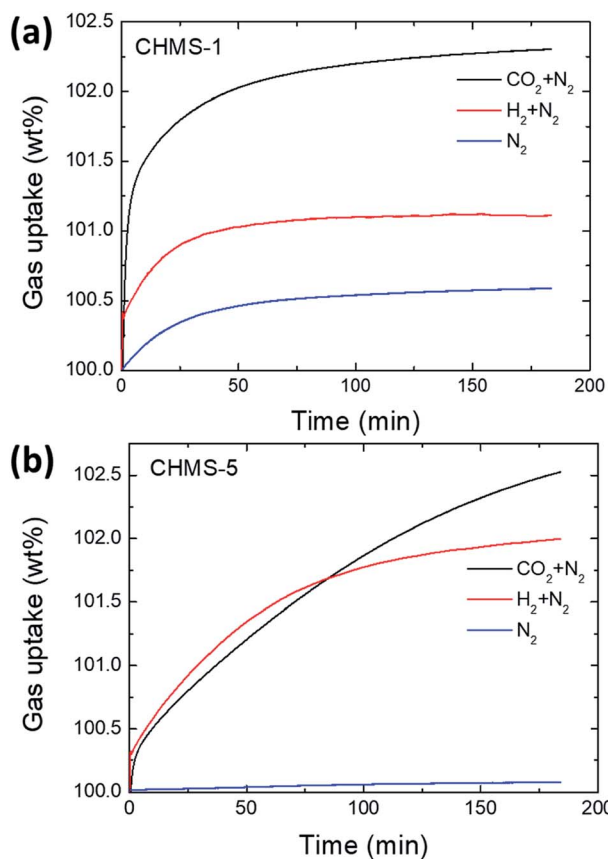 (a)
CHMS-1
CO₂+N₂
H₂+N₂
N₂
Gas uptake (wt%)
102.5
102.0
101.5
101.0
100.5
100.0
0 50 100 150 200
Time (min)
(b)
CHMS-5
CO₂+N₂
H₂+N₂
N₂
Gas uptake (wt%)
102.5
102.0
101.5
101.0
100.5
100.0
0 50 100 150 200
Time (min)